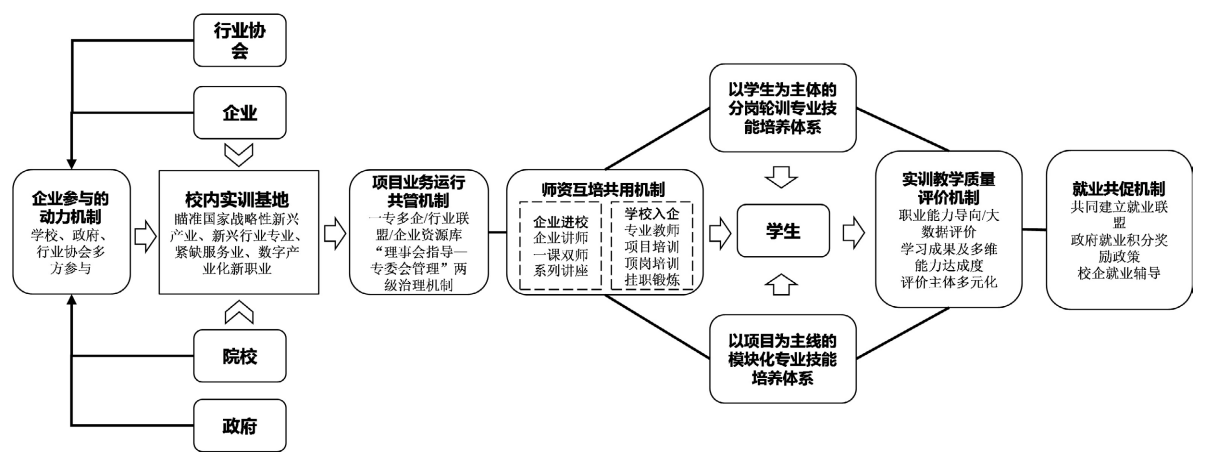 行业协
会
企业
企业参与的
动力机制
学校、政府、
行业协会多
方参与
校内实训基地
瞄准国家战略性新兴
产业、新兴行业专业、
紧缺服务业、数字产
业化新职业
院校
政府
项目业务运行
共管机制
一专多企/行业联
盟/企业资源库
“理事会指导—
专委会管理”两
级治理机制
师资互培共用机制
企业进校
企业讲师
一课双师
系列讲座
学校入企
专业教师
项目培训
顶岗培训
挂职锻炼
以学生为主体的
分岗轮训专业技
能培养体系
学生
以项目为主线的
模块化专业技能
培养体系
实训教学质量
评价机制
职业能力导向/大
数据评价
学习成果及多维
能力达成度
评价主体多元化
就业共促机制
共同建立就业联
盟
政府就业积分奖
励政策
校企就业辅导